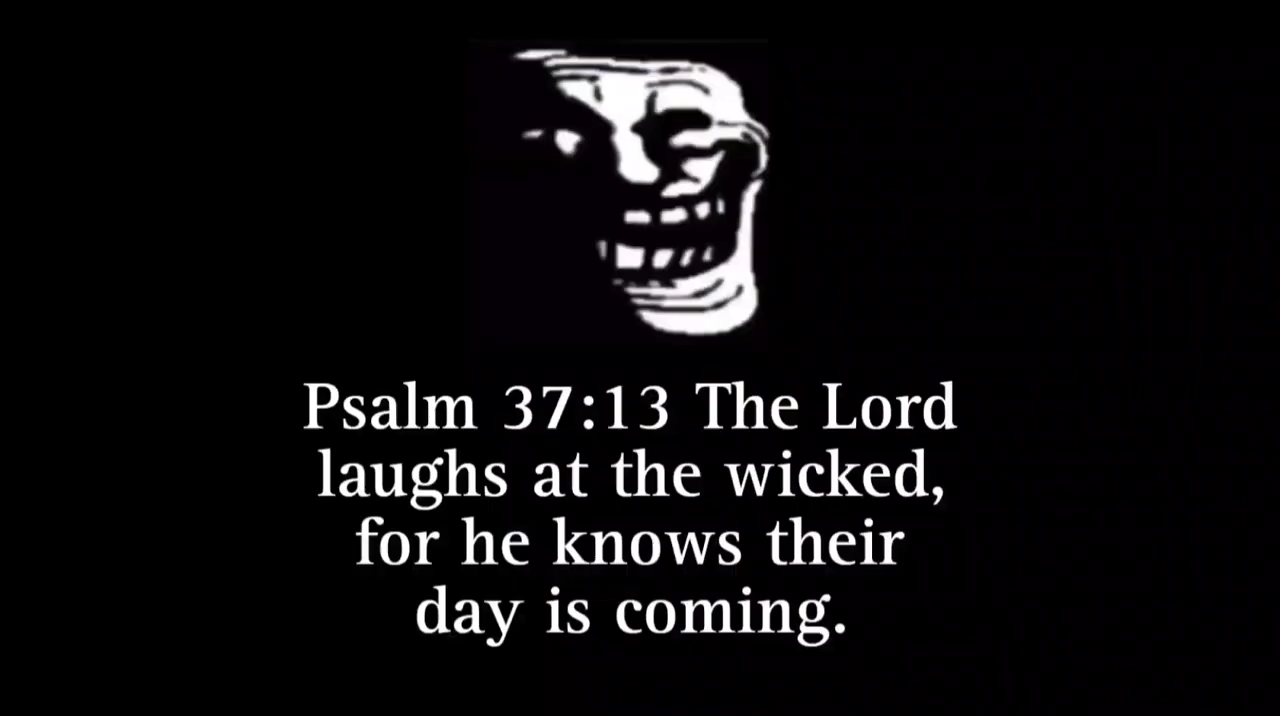 Psalm 37:13 The Lord
laughs at the wicked,
for he knows their
day is coming.